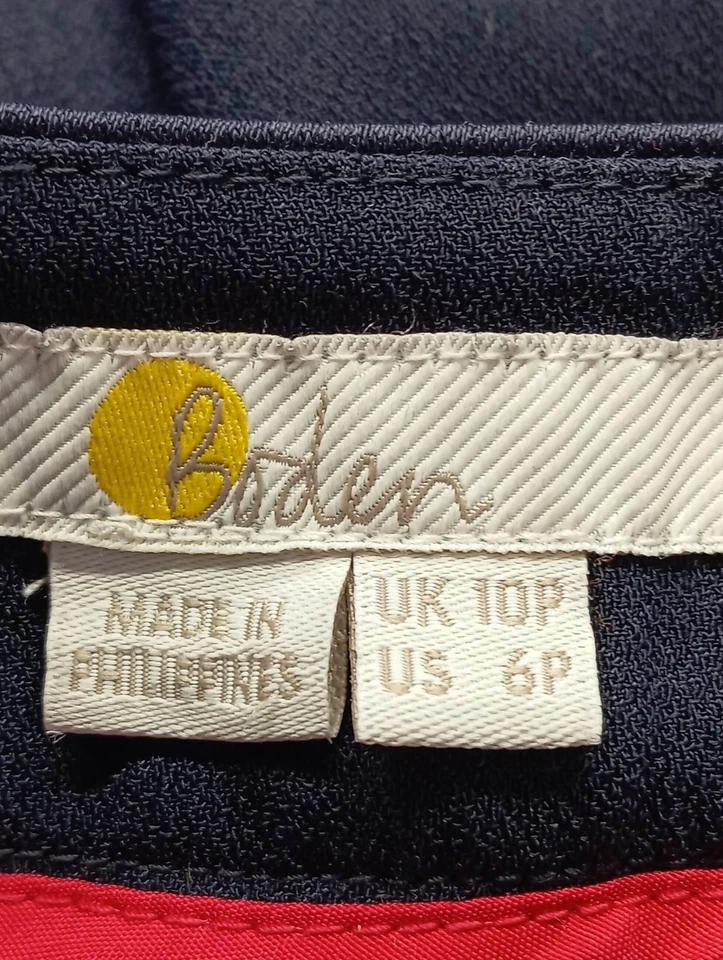 Boden
MADE IN
PHILIPPINES
UK 10P
US 6P